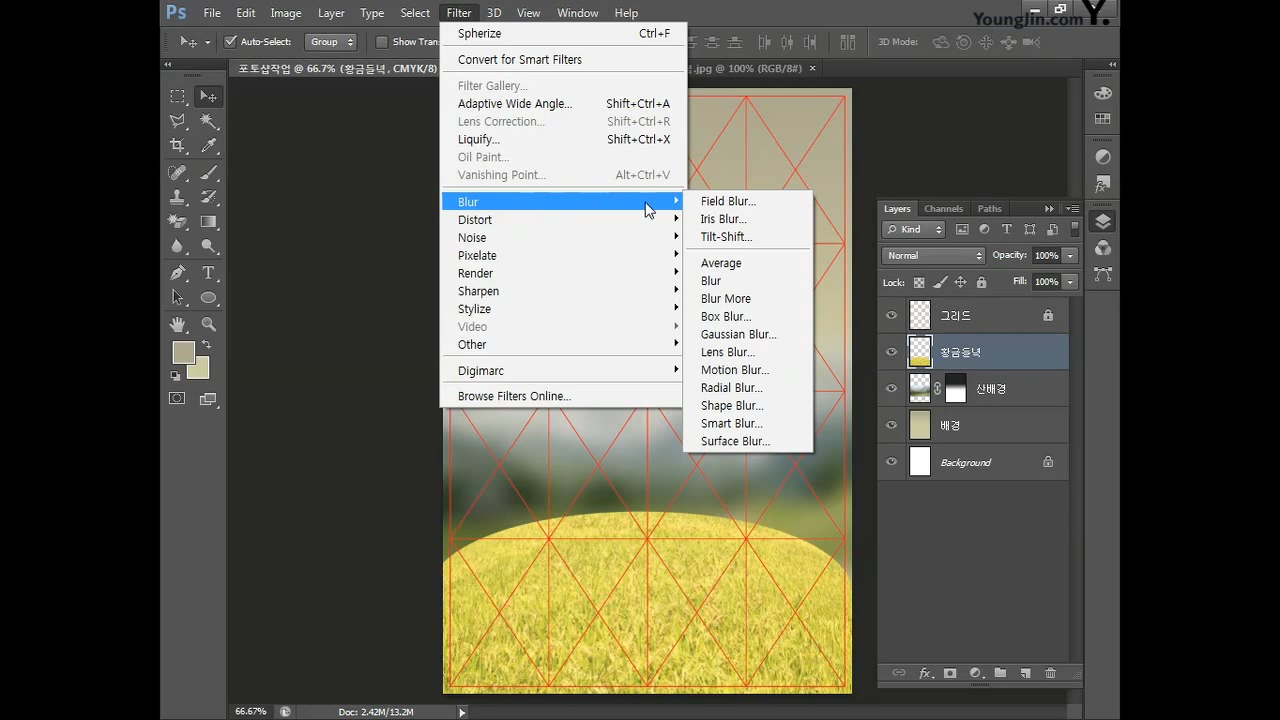 Ps File Edit Image Layer Type Select Filter 3D View Window Help
YoungJin.com Y.
Auto-Select: Group Show Tran
3D Mode:
포토샵작업 @ 66.7% (황금들녘, CMYK/8)
.jpg @ 100% (RGB/8#) ×
Spherize Ctrl+F
Convert for Smart Filters
Filter Gallery...
Adaptive Wide Angle... Shift+Ctrl+A
Lens Correction... Shift+Ctrl+R
Liquify... Shift+Ctrl+X
Oil Paint...
Vanishing Point... Alt+Ctrl+V
Blur
Distort
Noise
Pixelate
Render
Sharpen
Stylize
Video
Other
Digimarc
Browse Filters Online...
Field Blur...
Iris Blur...
Tilt-Shift...
Average
Blur
Blur More
Box Blur...
Gaussian Blur...
Lens Blur...
Motion Blur...
Radial Blur...
Shape Blur...
Smart Blur...
Surface Blur...
Layers Channels Paths
Kind
Normal Opacity: 100%
Lock: Fill: 100%
그리드
황금들녘
산배경
배경
Background
fx
66.67% Doc: 2.42M/13.2M